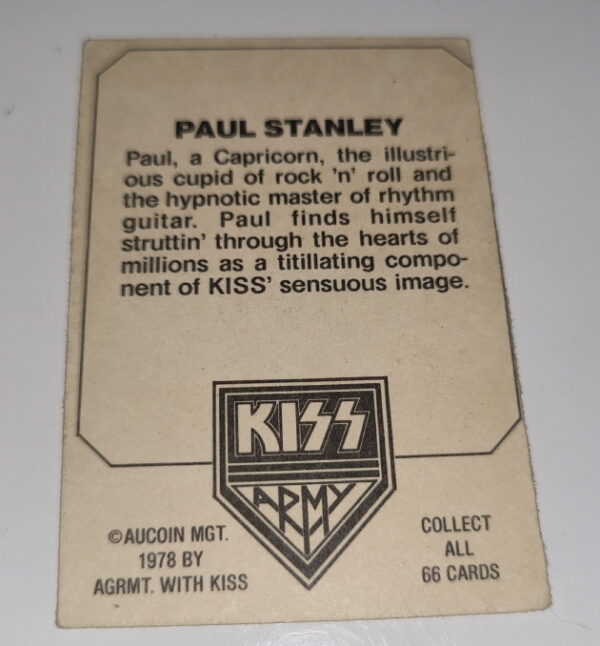 PAUL STANLEY
Paul, a Capricorn, the illustri-
ous cupid of rock 'n' roll and
the hypnotic master of rhythm
guitar. Paul finds himself
struttin' through the hearts of
millions as a titillating compo-
nent of KISS' sensuous image.
KISS
ARMY
©AUCOIN MGT.
1978 BY
AGRMT. WITH KISS
COLLECT
ALL
66 CARDS